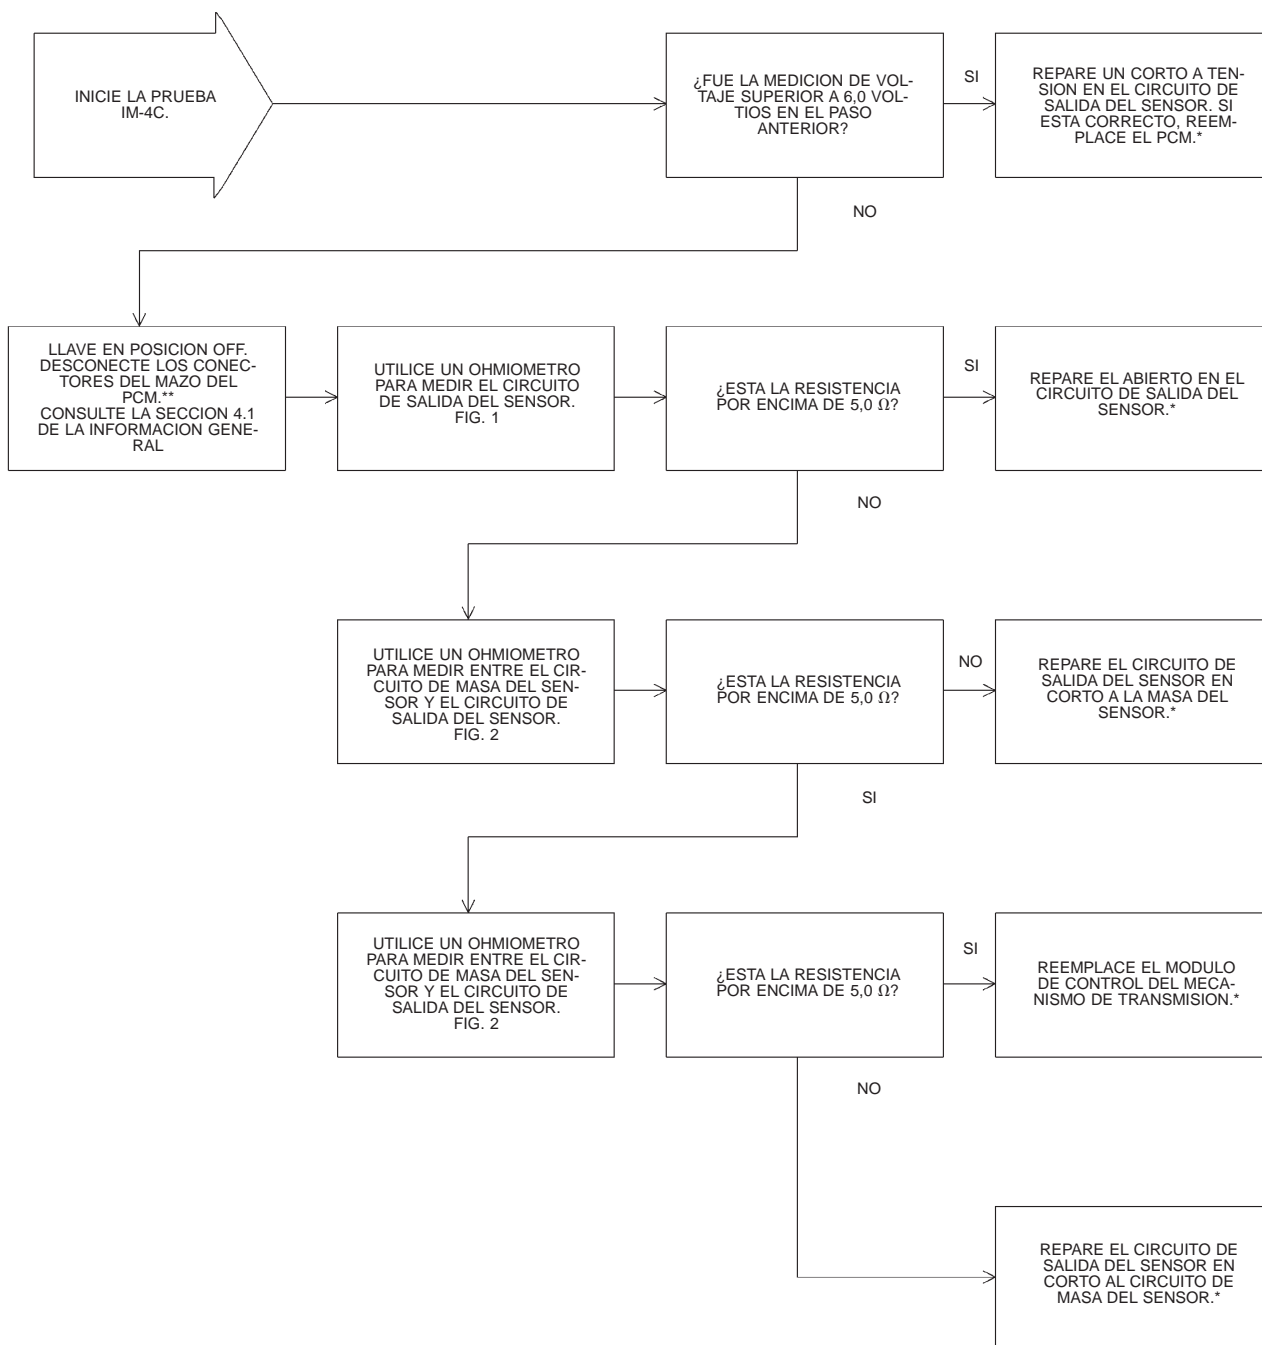 INICIE LA PRUEBA
IM-4C.
¿FUE LA MEDICION DE VOL-
TAJE SUPERIOR A 6,0 VOL-
TIOS EN EL PASO
ANTERIOR?
SI
REPARE UN CORTO A TEN-
SION EN EL CIRCUITO DE
SALIDA DEL SENSOR. SI
ESTA CORRECTO, REEM-
PLACE EL PCM.*
NO
LLAVE EN POSICION OFF.
DESCONECTE LOS CONEC-
TORES DEL MAZO DEL
PCM.**
CONSULTE LA SECCION 4.1
DE LA INFORMACION GENE-
RAL
UTILICE UN OHMIOMETRO
PARA MEDIR EL CIRCUITO
DE SALIDA DEL SENSOR.
FIG. 1
¿ESTA LA RESISTENCIA
POR ENCIMA DE 5,0 Ω?
SI
REPARE EL ABIERTO EN EL
CIRCUITO DE SALIDA DEL
SENSOR.*
NO
UTILICE UN OHMIOMETRO
PARA MEDIR ENTRE EL CIR-
CUITO DE MASA DEL SEN-
SOR Y EL CIRCUITO DE
SALIDA DEL SENSOR.
FIG. 2
¿ESTA LA RESISTENCIA
POR ENCIMA DE 5,0 Ω?
NO
REPARE EL CIRCUITO DE
SALIDA DEL SENSOR EN
CORTO A LA MASA DEL
SENSOR.*
SI
UTILICE UN OHMIOMETRO
PARA MEDIR ENTRE EL CIR-
CUITO DE MASA DEL SEN-
SOR Y EL CIRCUITO DE
SALIDA DEL SENSOR.
FIG. 2
¿ESTA LA RESISTENCIA
POR ENCIMA DE 5,0 Ω?
SI
REEMPLACE EL MODULO
DE CONTROL DEL MECA-
NISMO DE TRANSMISION.*
NO
REPARE EL CIRCUITO DE
SALIDA DEL SENSOR EN
CORTO AL CIRCUITO DE
MASA DEL SENSOR.*